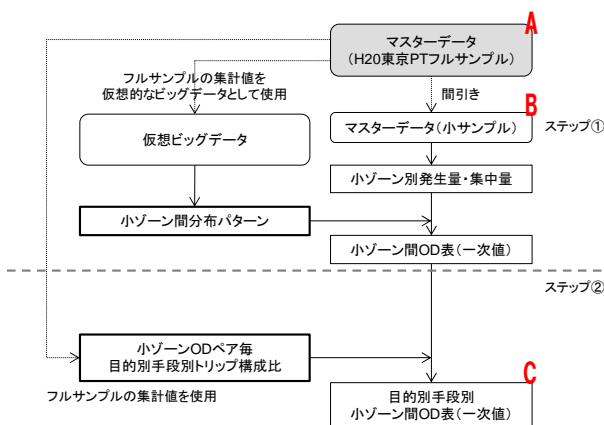 A
マスターデータ
(H20東京PTフルサンプル)
フルサンプルの集計値を
仮想的なビッグデータとして使用
間引き
B
仮想ビッグデータ
マスターデータ(小サンプル)
ステップ①
小ゾーン別発生量・集中量
小ゾーン間分布パターン
小ゾーン間OD表(一次値)
ステップ②
小ゾーンODペア毎
目的別手段別トリップ構成比
フルサンプルの集計値を使用
C
目的別手段別
小ゾーン間OD表(一次値)